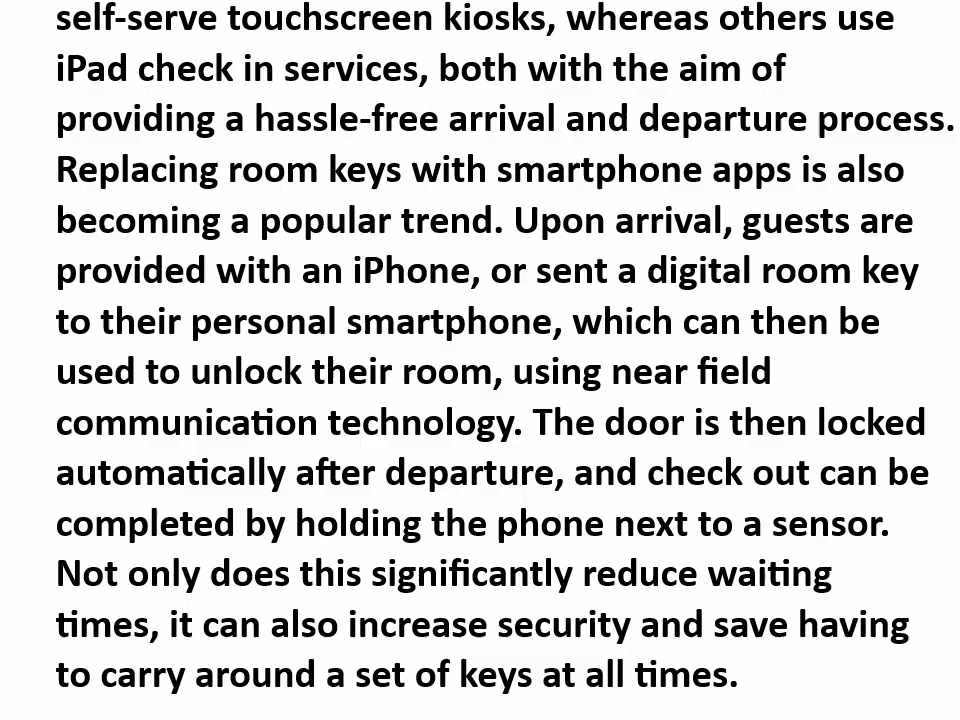 self-serve touchscreen kiosks, whereas others use
iPad check in services, both with the aim of
providing a hassle-free arrival and departure process.
Replacing room keys with smartphone apps is also
becoming a popular trend. Upon arrival, guests are
provided with an iPhone, or sent a digital room key
to their personal smartphone, which can then be
used to unlock their room, using near field
communication technology. The door is then locked
automatically after departure, and check out can be
completed by holding the phone next to a sensor.
Not only does this significantly reduce waiting
times, it can also increase security and save having
to carry around a set of keys at all times.